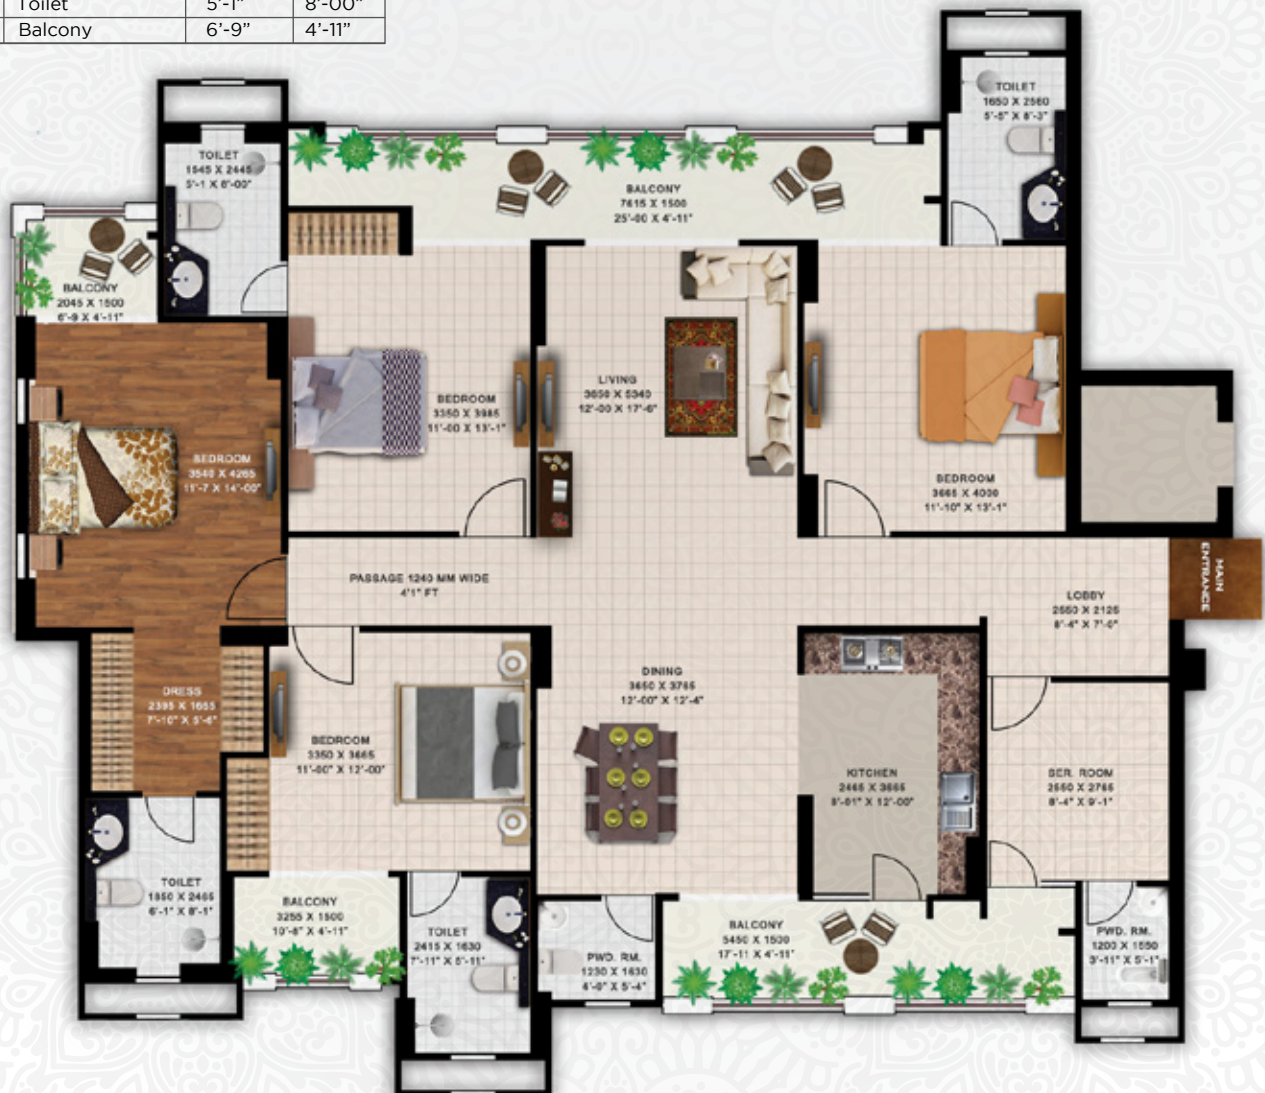 Toilet 5'-1" 8'-00"
Balcony 6'-9" 4'-11"
TOILET
1650 X 2560
5'-5" X 8'-3"
TOILET
1545 X 2445
5'-1 X 8'-00"
BALCONY
7615 X 1500
25'-00 X 4'-11"
BALCONY
2045 X 1500
6'-9 X 4'-11"
BEDROOM
3350 X 3985
11'-00 X 13'-1"
LIVING
3650 X 5340
12'-00 X 17'-6"
BEDROOM
3540 X 4265
11'-7 X 14'-00"
BEDROOM
3665 X 4000
11'-10" X 13'-1"
MAIN
ENTRANCE
PASSAGE 1240 MM WIDE
4'1" FT
LOBBY
2550 X 2125
8'-4" X 7'-0"
DINING
3650 X 3765
12'-00" X 12'-4"
DRESS
2395 X 1655
7'-10" X 5'-6"
BEDROOM
3350 X 3665
11'-00" X 12'-00"
KITCHEN
2465 X 3665
8'-01" X 12'-00"
SER. ROOM
2550 X 2765
8'-4" X 9'-1"
TOILET
1850 X 2465
6'-1" X 8'-1"
BALCONY
3255 X 1500
10'-8" X 4'-11"
TOILET
2415 X 1630
7'-11" X 5'-11"
PWD. RM.
1230 X 1630
4'-0" X 5'-4"
BALCONY
5450 X 1500
17'-11 X 4'-11"
PWD. RM.
1200 X 1550
3'-11" X 5'-1"